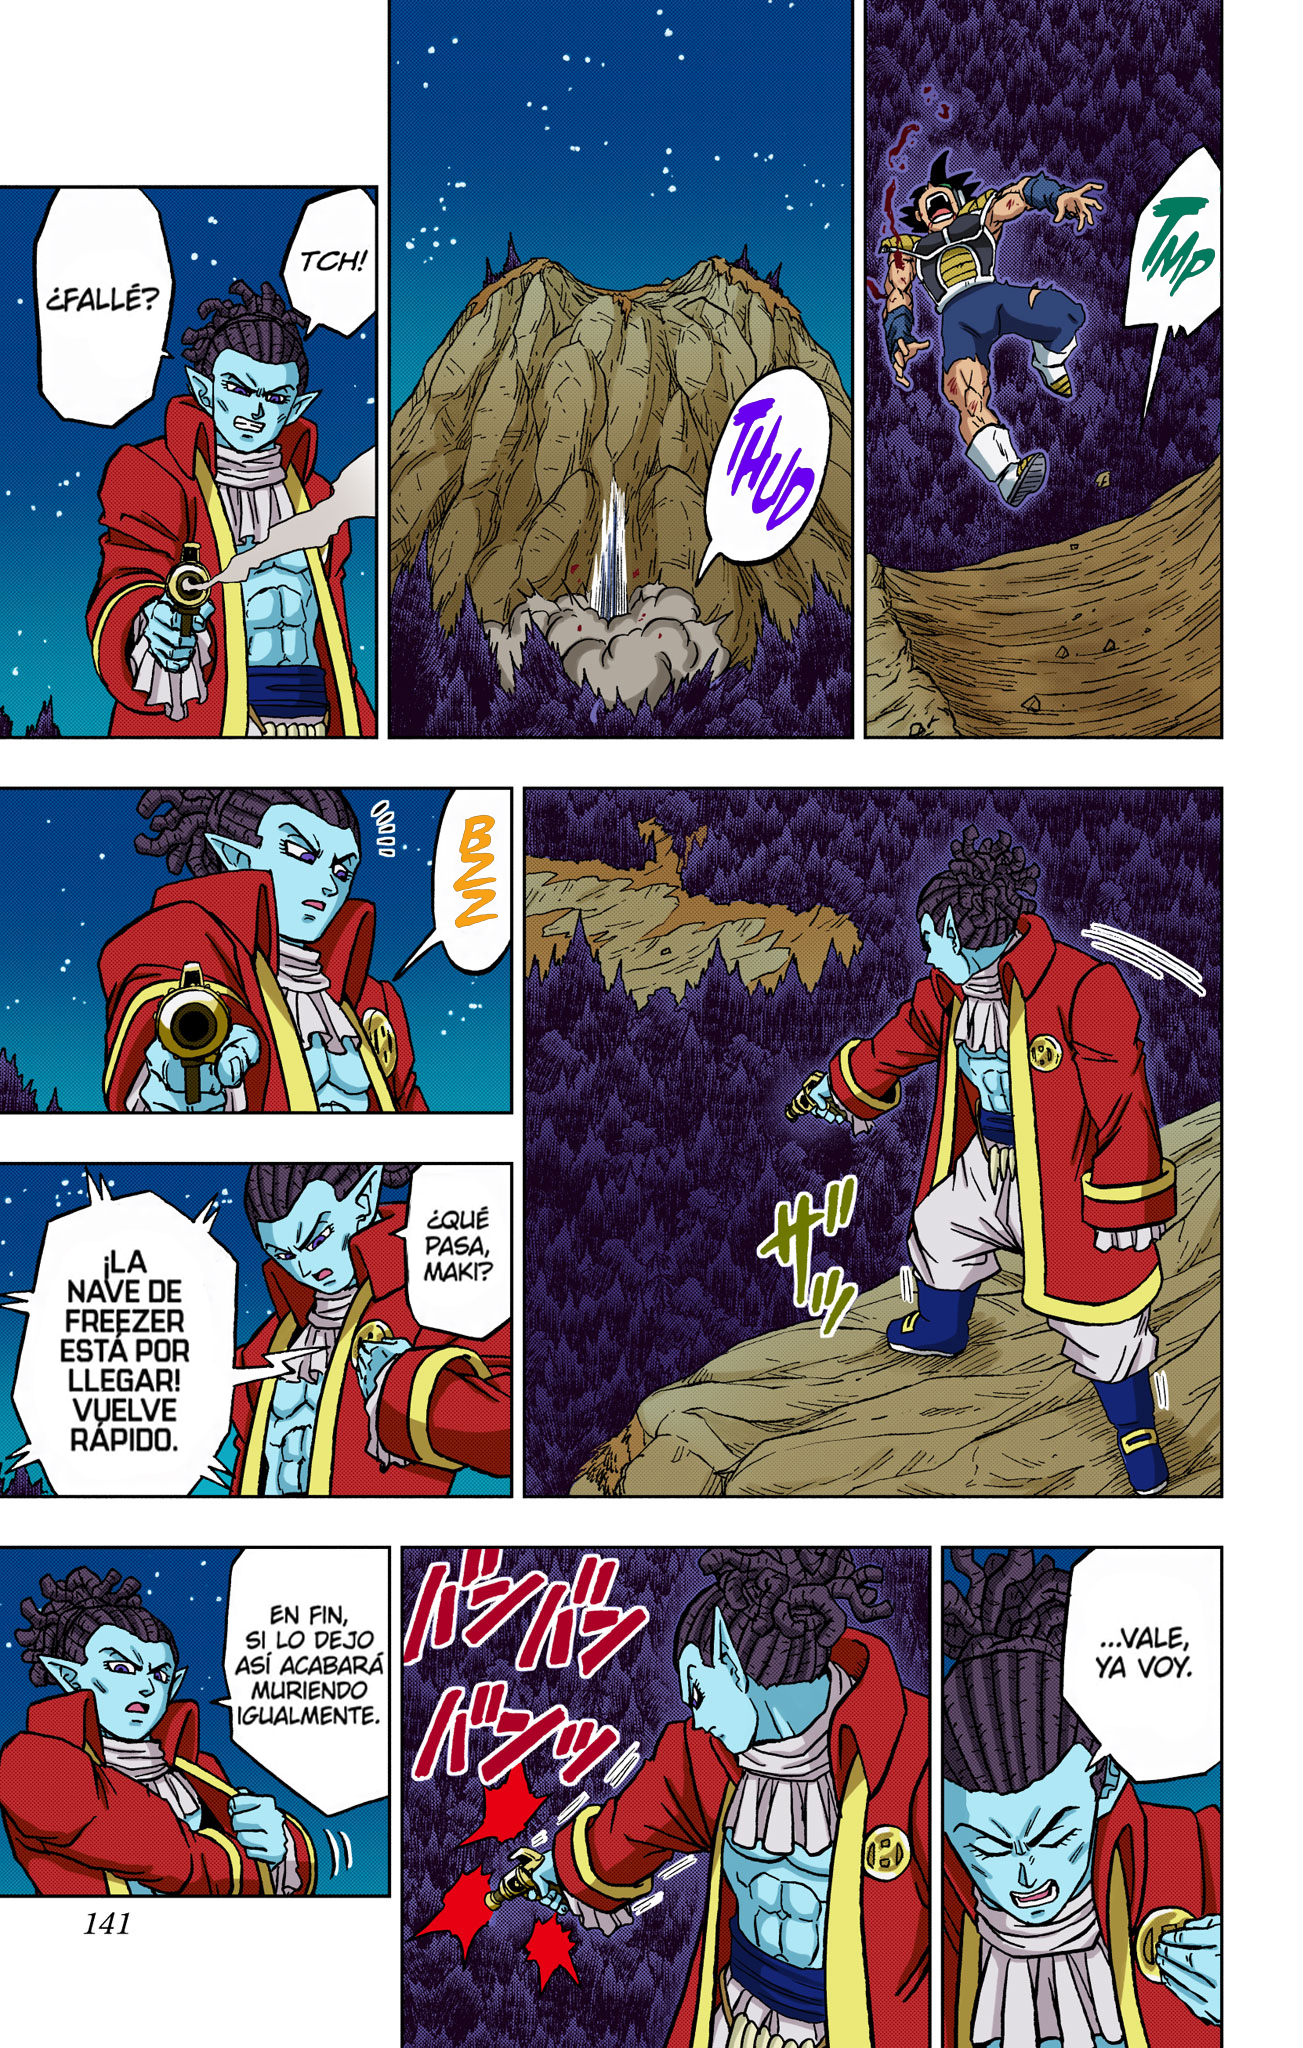 TMP
THUD
TCH!
¿FALLÉ?
ザッ
ザッ
BZZ
¿QUÉ
PASA,
MAKI?
¡LA
NAVE DE
FREEZER
ESTÁ POR
LLEGAR!
VUELVE
RÁPIDO.
...VALE,
YA VOY.
バンバン
バンッ
EN FIN,
SI LO DEJO
ASÍ ACABARÁ
MURIENDO
IGUALMENTE.
141